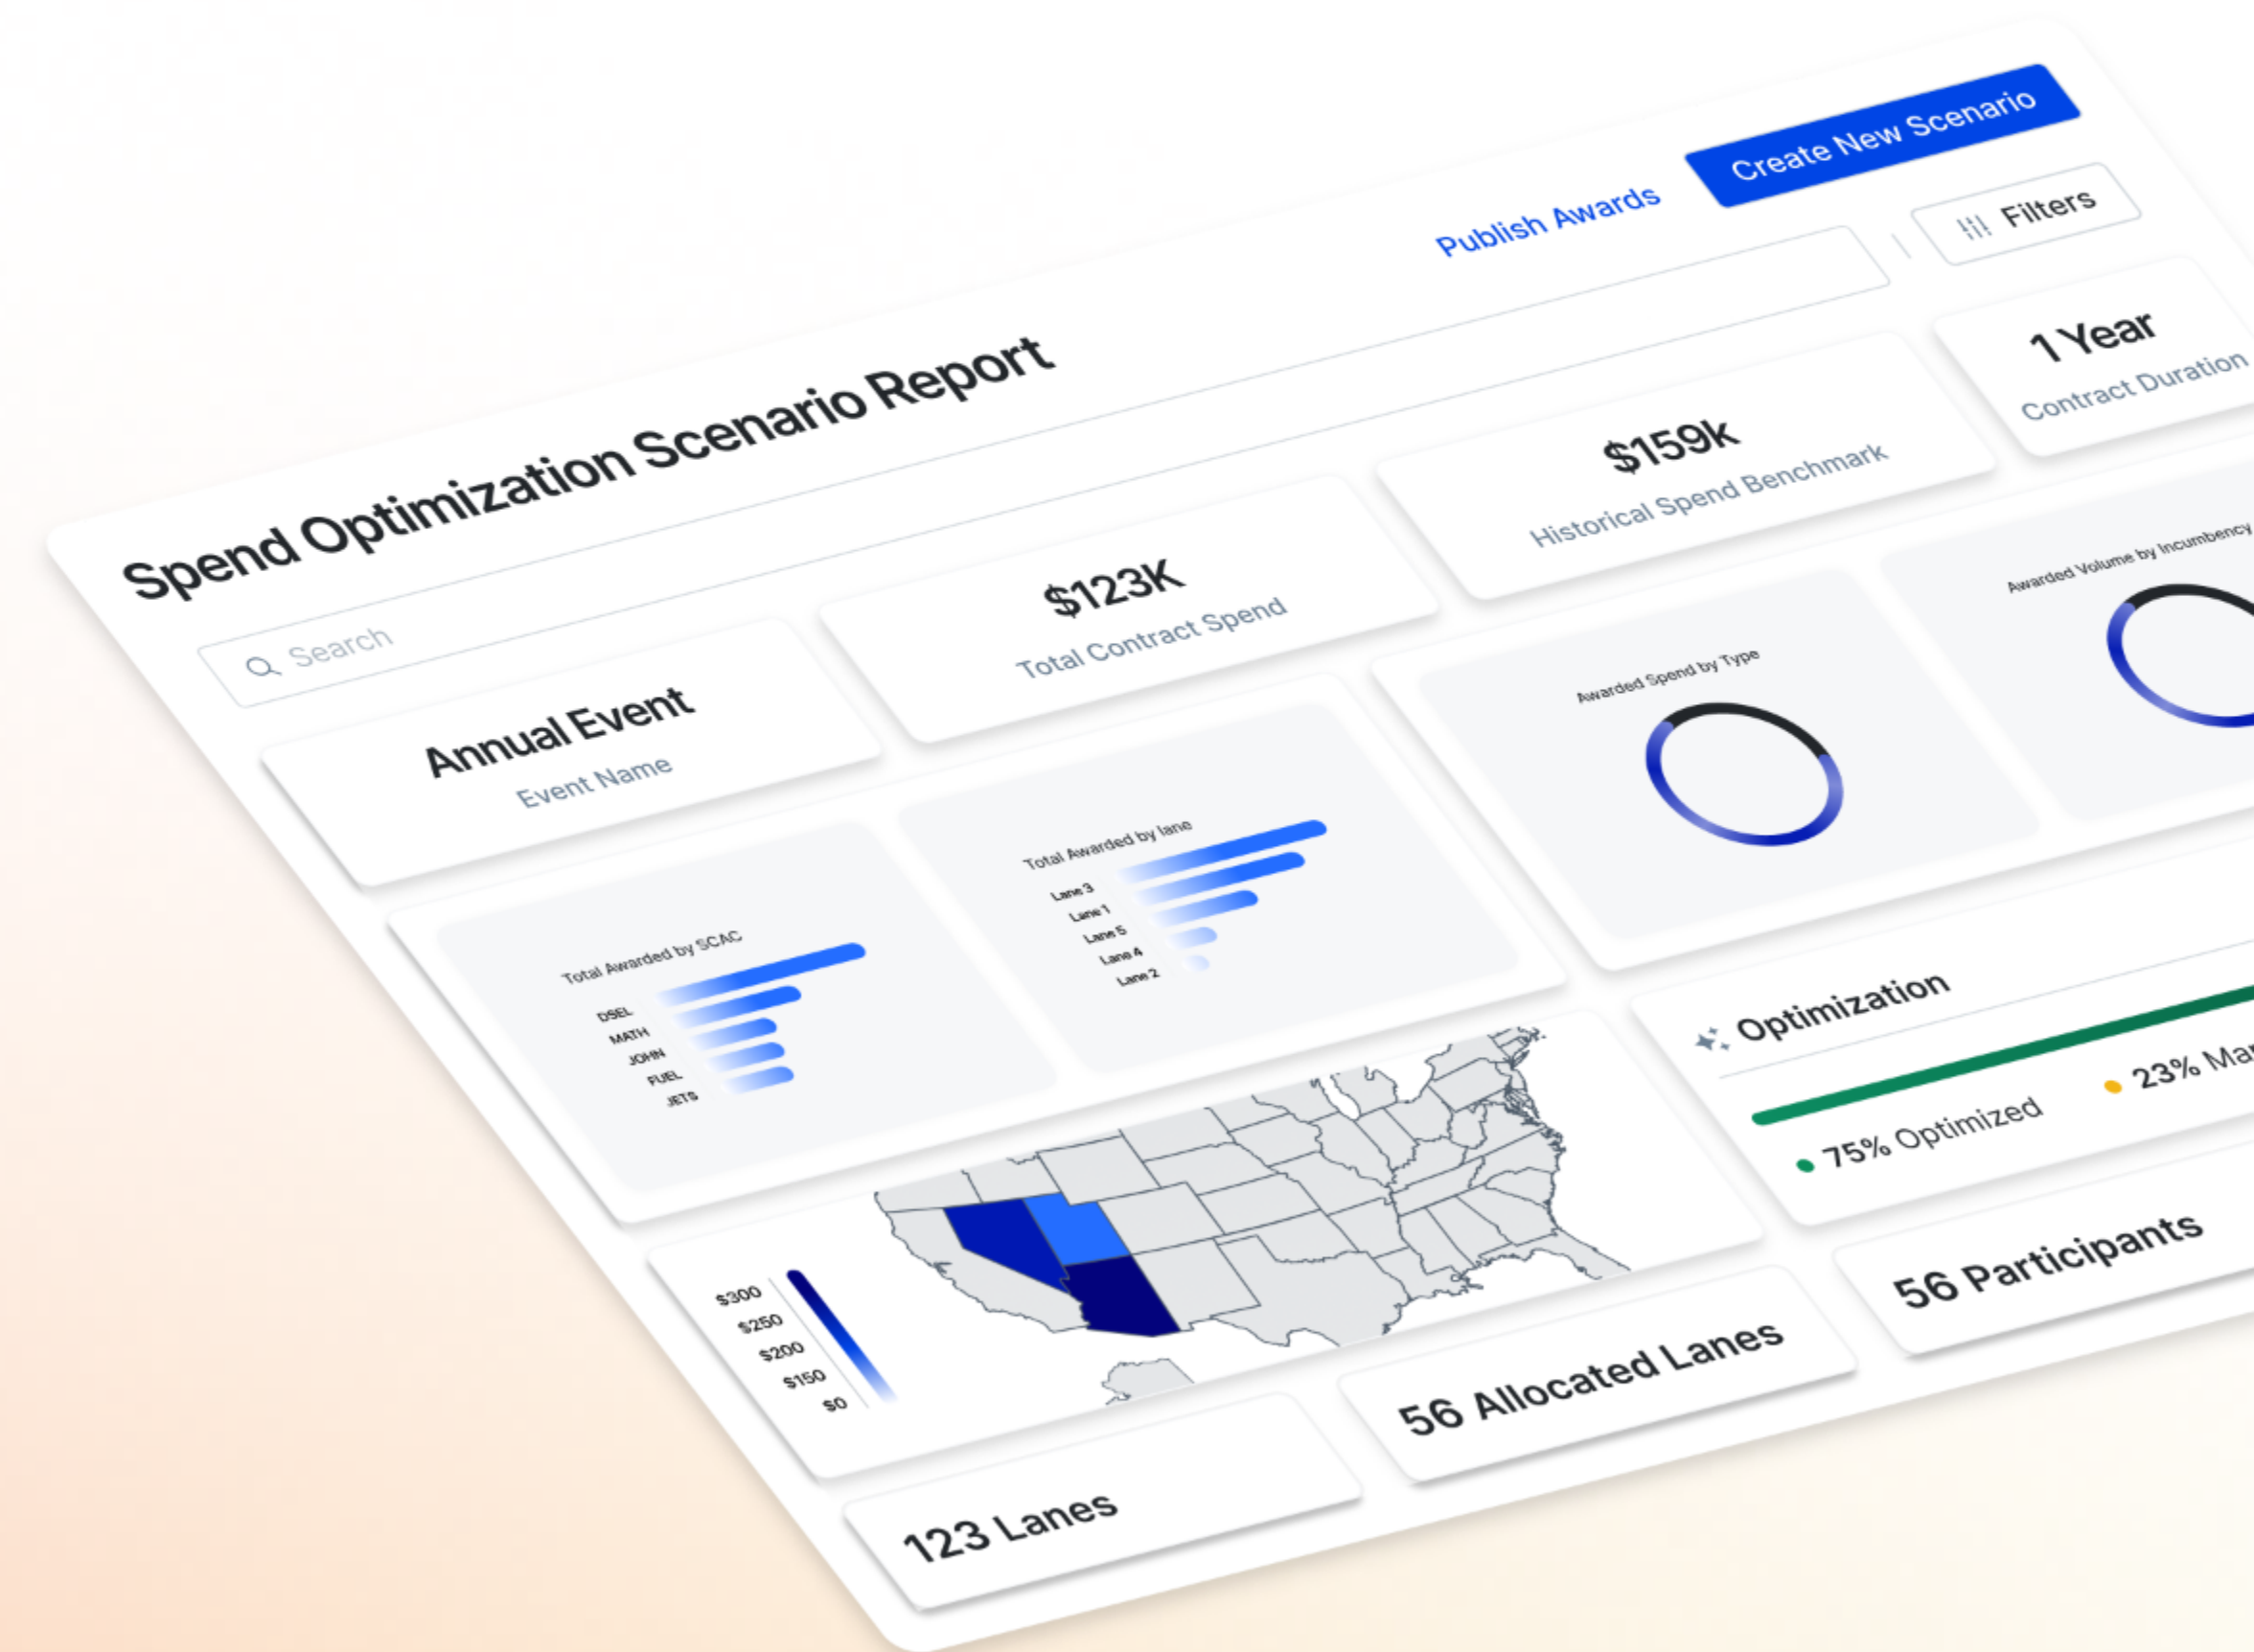 Create New Scenario
Publish Awards
Filters
Spend Optimization Scenario Report
Search
Annual Event
Event Name
$123K
Total Contract Spend
$159k
Historical Spend Benchmark
1 Year
Contract Duration
Total Awarded by SCAC
DSEL
MATH
JOHN
FUEL
JETS
Total Awarded by lane
Lane 3
Lane 1
Lane 5
Lane 4
Lane 2
Awarded Spend by Type
Awarded Volume by Incumbency
$300
$250
$200
$150
$0
Optimization
75% Optimized
23%
123 Lanes
56 Allocated Lanes
56 Participants